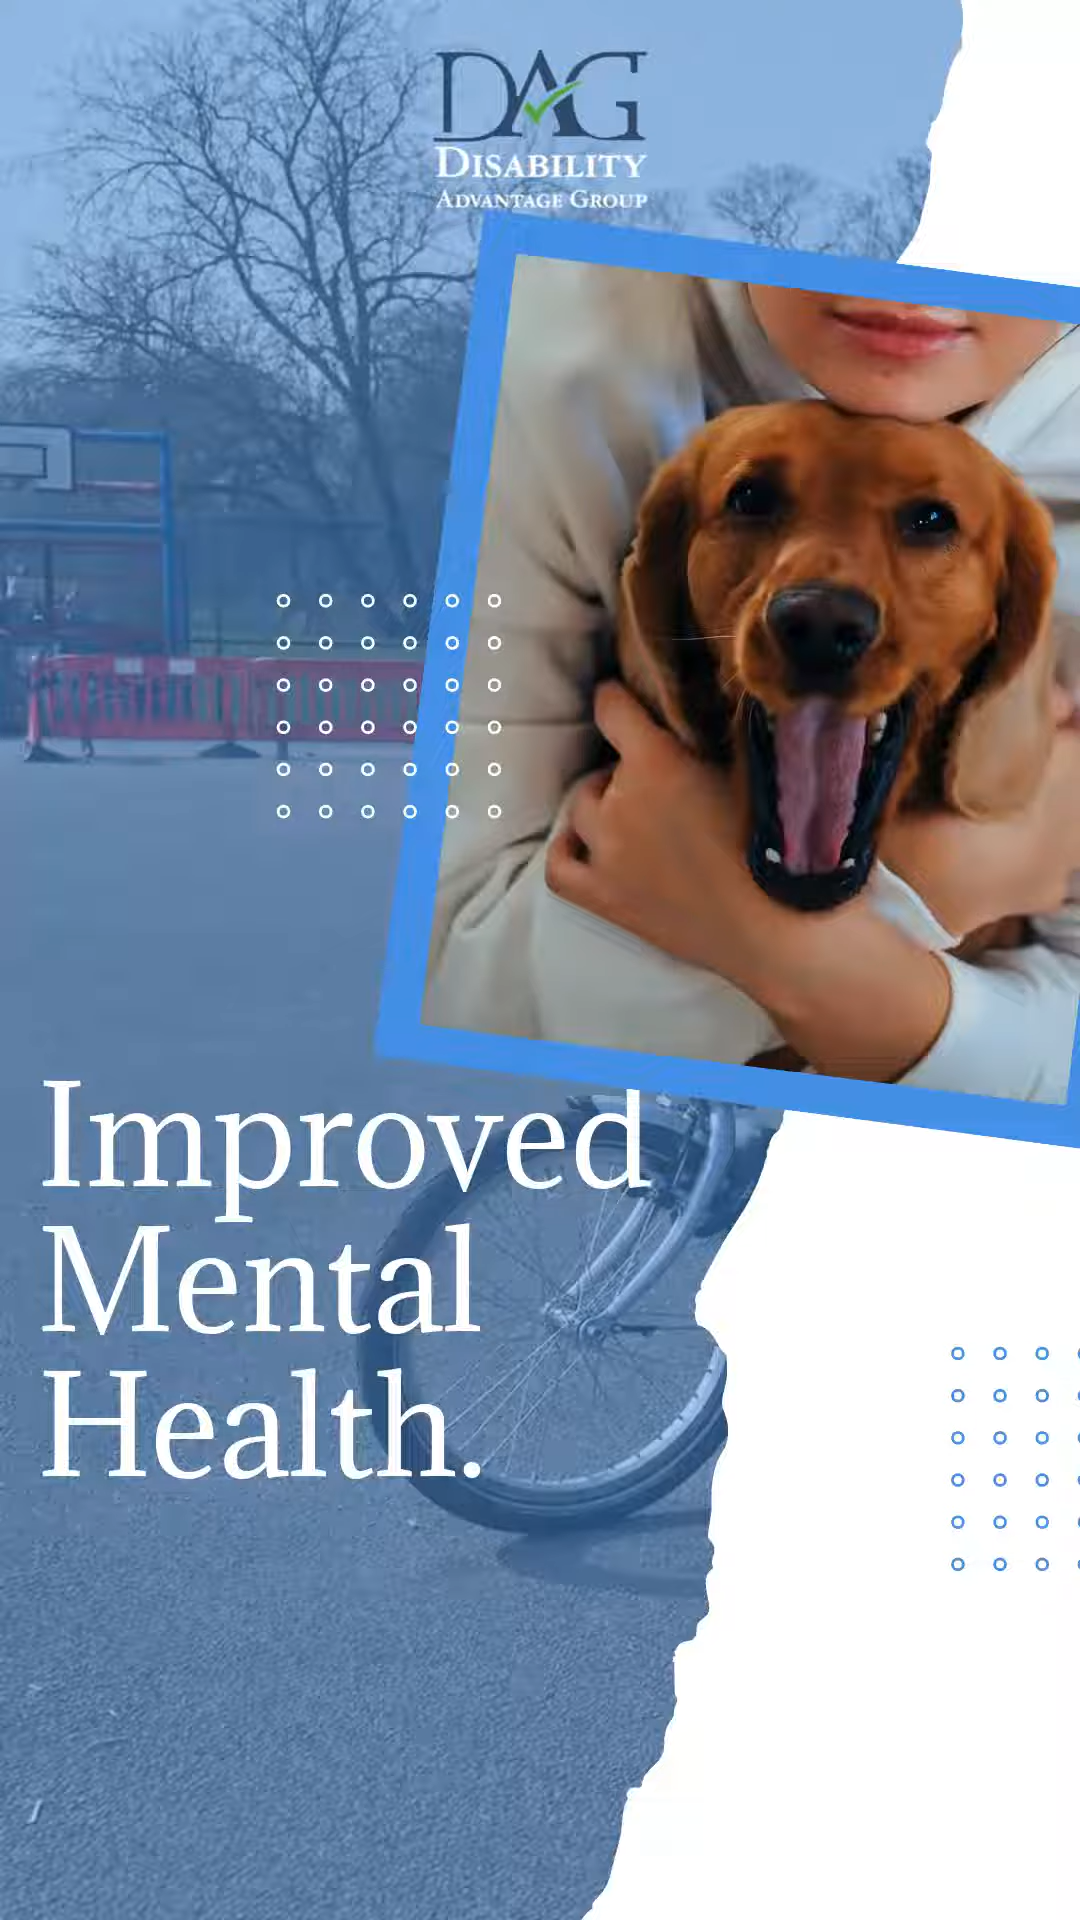 DAG
DISABILITY
ADVANTAGE GROUP
Improved
Mental
Health.